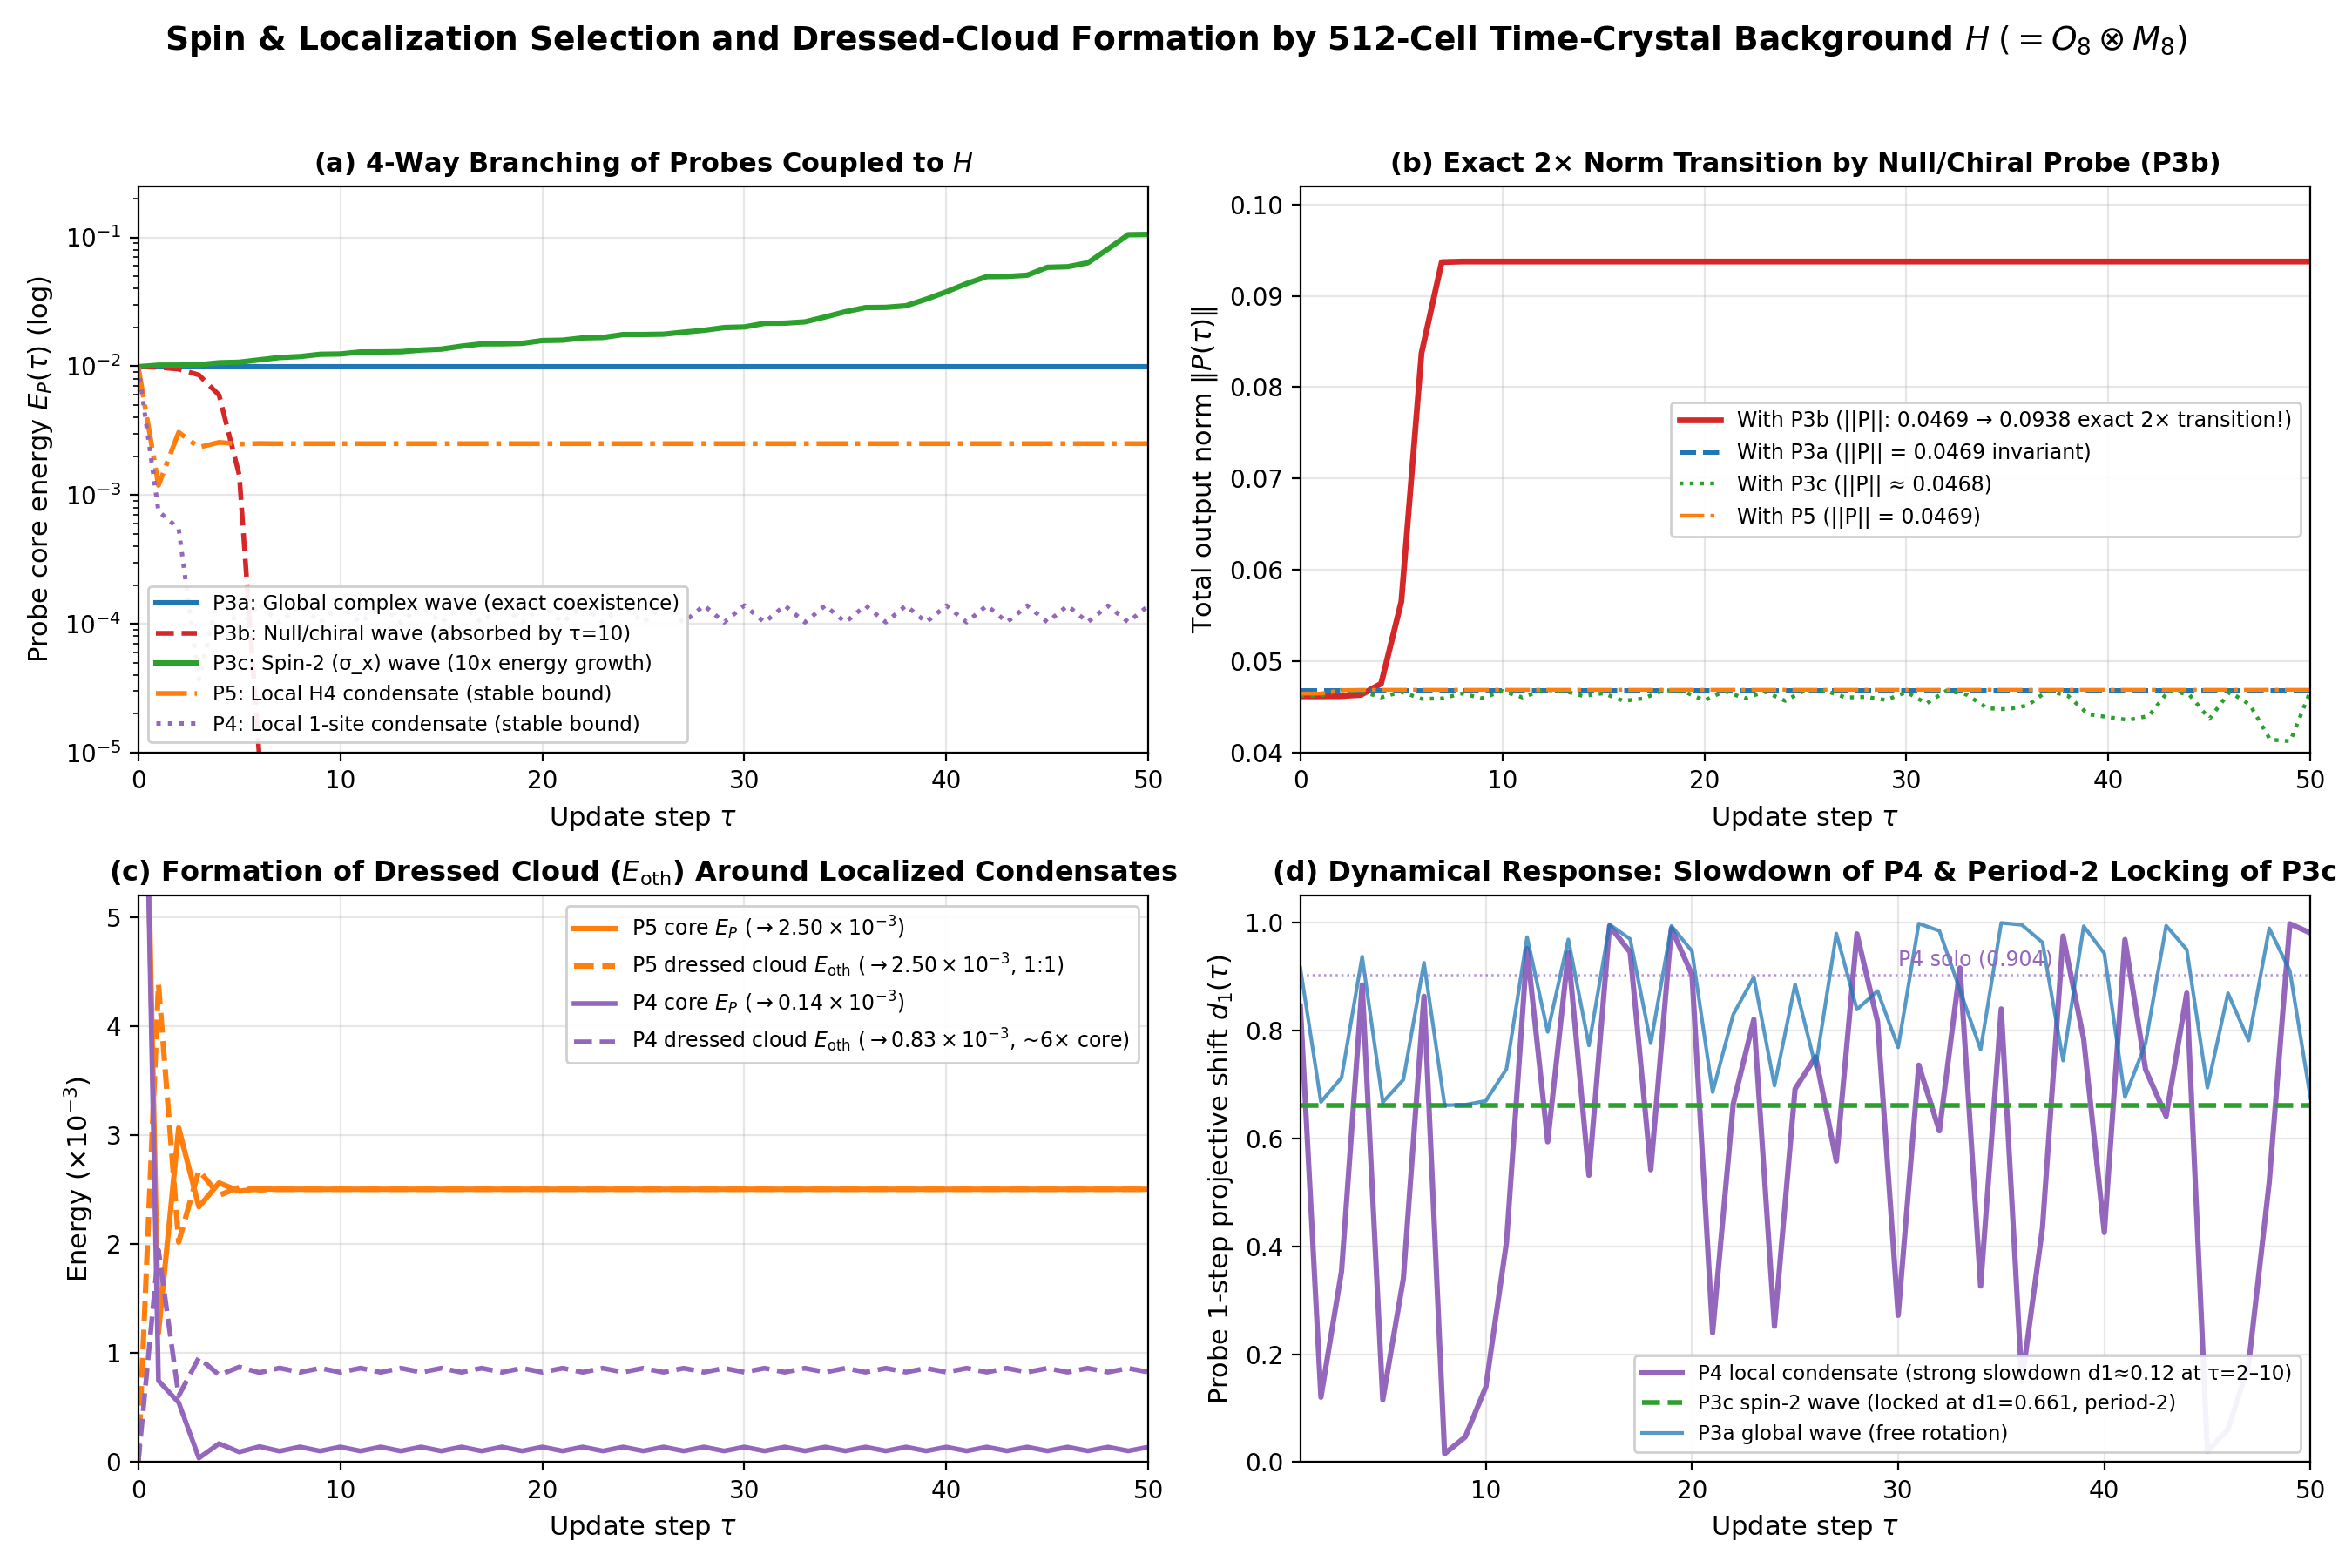 Spin & Localization Selection and Dressed-Cloud Formation by 512-Cell Time-Crystal Background H ( = O₈ ⊗ M₈)
(a) 4-Way Branching of Probes Coupled to H
Probe core energy E_P(τ) (log)
10⁻¹
10⁻²
10⁻³
10⁻⁴
10⁻⁵
P3a: Global complex wave (exact coexistence)
P3b: Null/chiral wave (absorbed by τ=10)
P3c: Spin-2 (σ_x) wave (10x energy growth)
P5: Local H4 condensate (stable bound)
P4: Local 1-site condensate (stable bound)
0 10 20 30 40 50
Update step τ
(b) Exact 2× Norm Transition by Null/Chiral Probe (P3b)
Total output norm ‖P(τ)‖
0.10
0.09
0.08
0.07
0.06
0.05
0.04
With P3b (||P||: 0.0469 → 0.0938 exact 2× transition!)
With P3a (||P|| = 0.0469 invariant)
With P3c (||P|| ≈ 0.0468)
With P5 (||P|| = 0.0469)
0 10 20 30 40 50
Update step τ
(c) Formation of Dressed Cloud (E_oth) Around Localized Condensates
Energy (×10⁻³)
5
4
3
2
1
0
P5 core E_P (→2.50×10⁻³)
P5 dressed cloud E_oth (→2.50×10⁻³, 1:1)
P4 core E_P (→0.14×10⁻³)
P4 dressed cloud E_oth (→0.83×10⁻³, ~6× core)
0 10 20 30 40 50
Update step τ
(d) Dynamical Response: Slowdown of P4 & Period-2 Locking of P3c
Probe 1-step projective shift d₁(τ)
1.0
0.8
0.6
0.4
0.2
0.0
P4 solo (0.904)
P4 local condensate (strong slowdown d1≈0.12 at τ=2–10)
P3c spin-2 wave (locked at d1=0.661, period-2)
P3a global wave (free rotation)
10 20 30 40 50
Update step τ